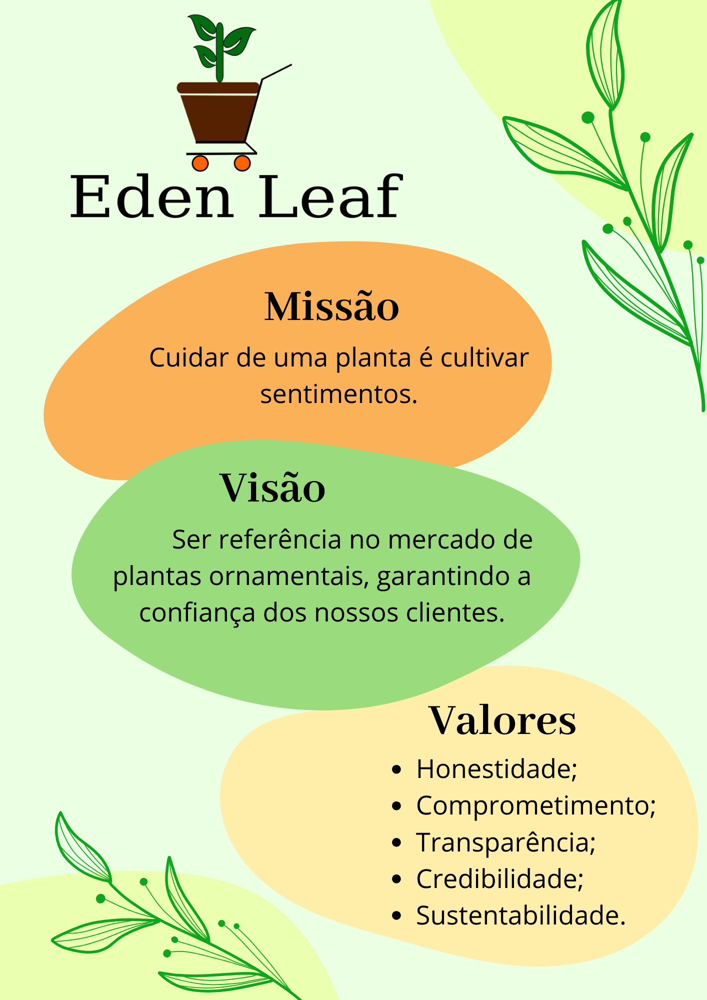 Eden Leaf
Missão
Cuidar de uma planta é cultivar
sentimentos.
Visão
Ser referência no mercado de
plantas ornamentais, garantindo a
confiança dos nossos clientes.
Valores
• Honestidade;
• Comprometimento;
• Transparência;
• Credibilidade;
• Sustentabilidade.